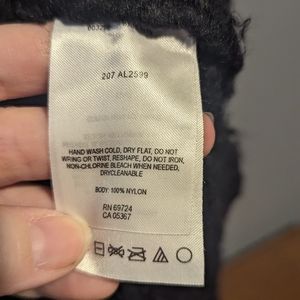 207 AL2599
HAND WASH COLD, DRY FLAT, DO NOT
WRING OR TWIST, RESHAPE, DO NOT IRON,
NON-CHLORINE BLEACH WHEN NEEDED,
DRYCLEANABLE
BODY: 100% NYLON
RN 69724
CA 05367